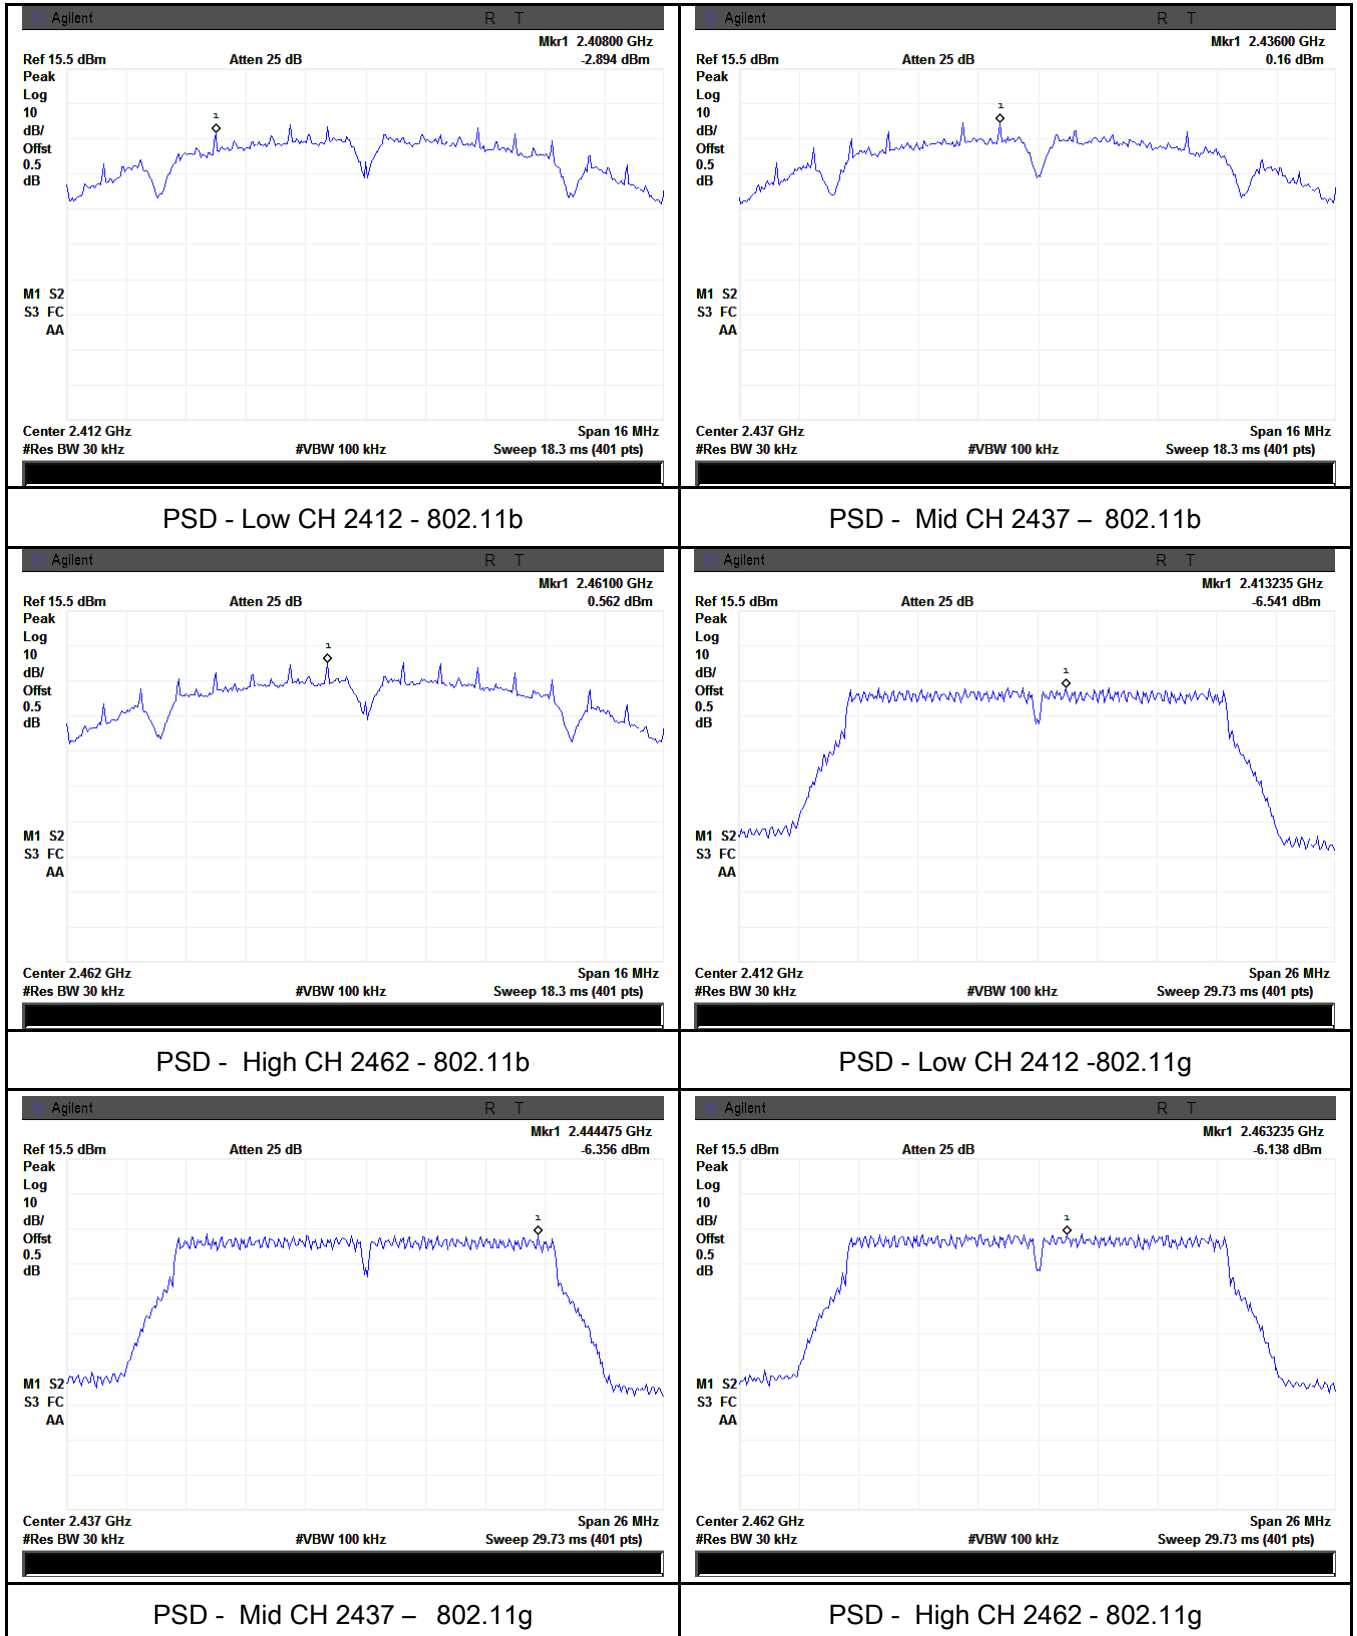 Agilent R T
Mkr1 2.40800 GHz
Ref 15.5 dBm Atten 25 dB -2.894 dBm
Peak
Log
10
dB/
Offst
0.5
dB
1
M1 S2
S3 FC
AA
Center 2.412 GHz Span 16 MHz
#Res BW 30 kHz #VBW 100 kHz Sweep 18.3 ms (401 pts)
PSD - Low CH 2412 - 802.11b
Agilent R T
Mkr1 2.43600 GHz
Ref 15.5 dBm Atten 25 dB 0.16 dBm
Peak
Log
10
dB/
Offst
0.5
dB
1
M1 S2
S3 FC
AA
Center 2.437 GHz Span 16 MHz
#Res BW 30 kHz #VBW 100 kHz Sweep 18.3 ms (401 pts)
PSD - Mid CH 2437 – 802.11b
Agilent R T
Mkr1 2.46100 GHz
Ref 15.5 dBm Atten 25 dB 0.562 dBm
Peak
Log
10
dB/
Offst
0.5
dB
1
M1 S2
S3 FC
AA
Center 2.462 GHz Span 16 MHz
#Res BW 30 kHz #VBW 100 kHz Sweep 18.3 ms (401 pts)
PSD - High CH 2462 - 802.11b
Agilent R T
Mkr1 2.413235 GHz
Ref 15.5 dBm Atten 25 dB -6.541 dBm
Peak
Log
10
dB/
Offst
0.5
dB
1
M1 S2
S3 FC
AA
Center 2.412 GHz Span 26 MHz
#Res BW 30 kHz #VBW 100 kHz Sweep 29.73 ms (401 pts)
PSD - Low CH 2412 -802.11g
Agilent R T
Mkr1 2.444475 GHz
Ref 15.5 dBm Atten 25 dB -6.356 dBm
Peak
Log
10
dB/
Offst
0.5
dB
1
M1 S2
S3 FC
AA
Center 2.437 GHz Span 26 MHz
#Res BW 30 kHz #VBW 100 kHz Sweep 29.73 ms (401 pts)
PSD - Mid CH 2437 – 802.11g
Agilent R T
Mkr1 2.463235 GHz
Ref 15.5 dBm Atten 25 dB -6.138 dBm
Peak
Log
10
dB/
Offst
0.5
dB
1
M1 S2
S3 FC
AA
Center 2.462 GHz Span 26 MHz
#Res BW 30 kHz #VBW 100 kHz Sweep 29.73 ms (401 pts)
PSD - High CH 2462 - 802.11g